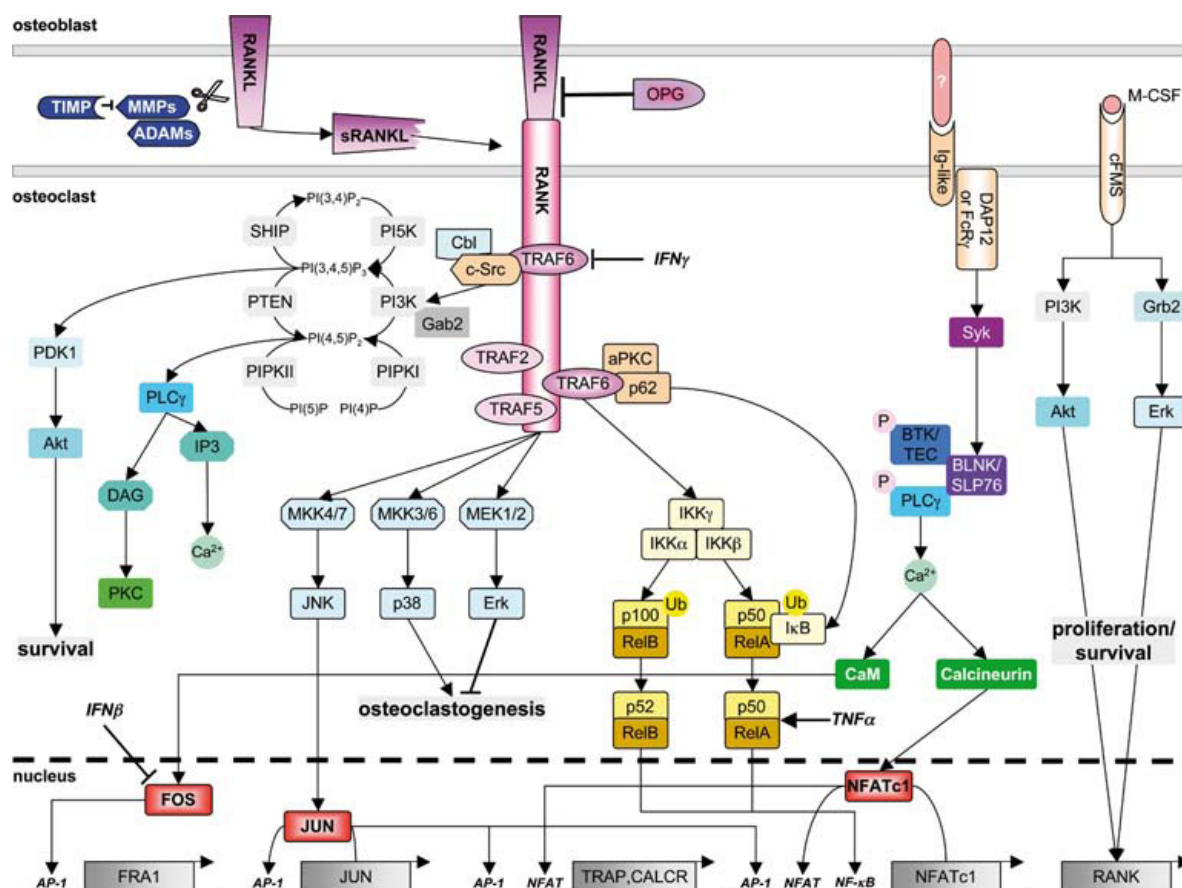 osteoblast
RANKL
RANKL
?
M-CSF
TIMP
MMPs
ADAMs
OPG
sRANKL
RANK
Ig-like
cFMS
osteoclast
DAP12
or FcRγ
PI(3,4)P₂
SHIP
PI5K
Cbl
c-Src
TRAF6
IFNγ
PI(3,4,5)P₃
PTEN
PI3K
Gab2
PI3K
Grb2
PDK1
PI(4,5)P₂
Syk
PIPKII
PIPKI
TRAF2
aPKC
TRAF6
p62
PLCγ
PI(5)P
PI(4)P
TRAF5
Akt
Erk
Akt
IP3
P
BTK/
TEC
BLNK/
SLP76
P
PLCγ
DAG
MKK4/7
MKK3/6
MEK1/2
IKKγ
IKKα
IKKβ
Ca²⁺
Ca²⁺
PKC
JNK
p38
Erk
p100
Ub
RelB
p50
Ub
IκB
RelA
survival
proliferation/
survival
CaM
Calcineurin
osteoclastogenesis
IFNβ
p52
RelB
p50
RelA
TNFα
nucleus
FOS
JUN
NFATc1
AP-1
FRA1
AP-1
JUN
AP-1
NFAT
TRAP,CALCR
AP-1
NFAT
NF-κB
NFATc1
RANK